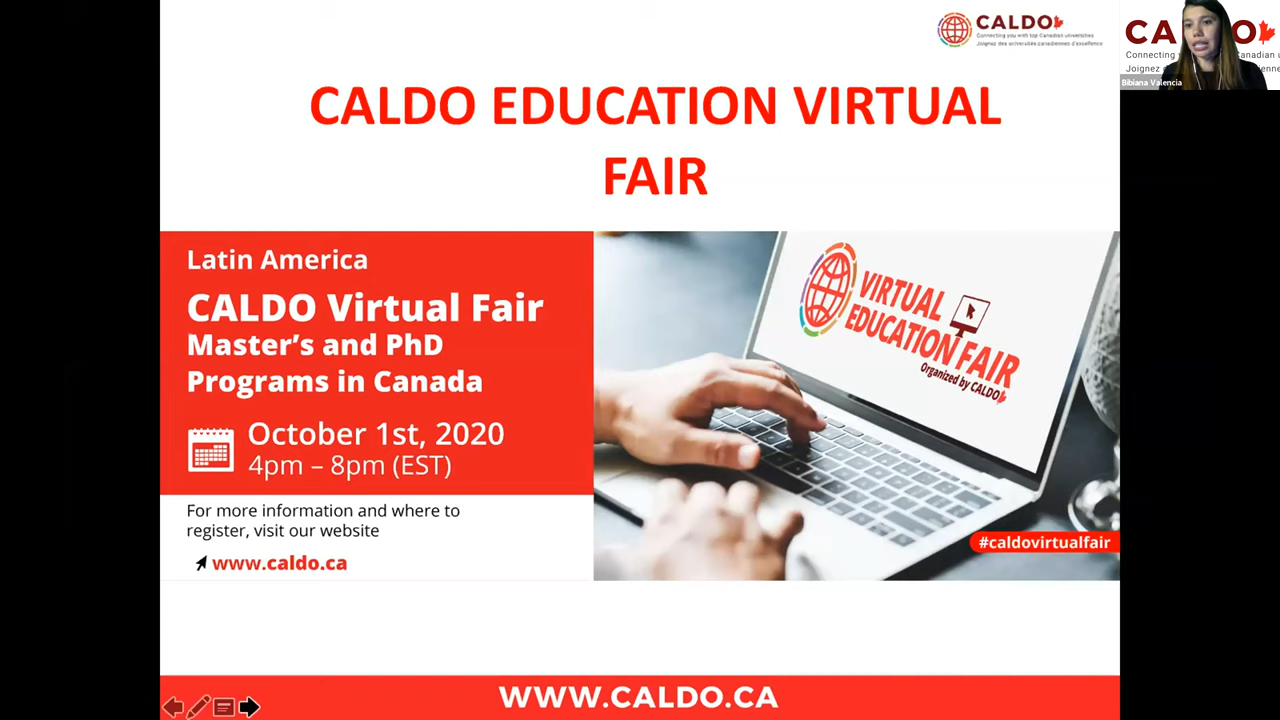 CALDO
Connecting you with top Canadian universities
Joignez des universités canadiennes d'excellence
CALDO EDUCATION VIRTUAL
FAIR
Latin America
CALDO Virtual Fair
Master's and PhD
Programs in Canada
October 1st, 2020
4pm – 8pm (EST)
For more information and where to
register, visit our website
www.caldo.ca
VIRTUAL
EDUCATION FAIR
Organized by CALDO
#caldovirtualfair
WWW.CALDO.CA
CA O
Connecting Canadian u
Joignez
Bibiana Valencia